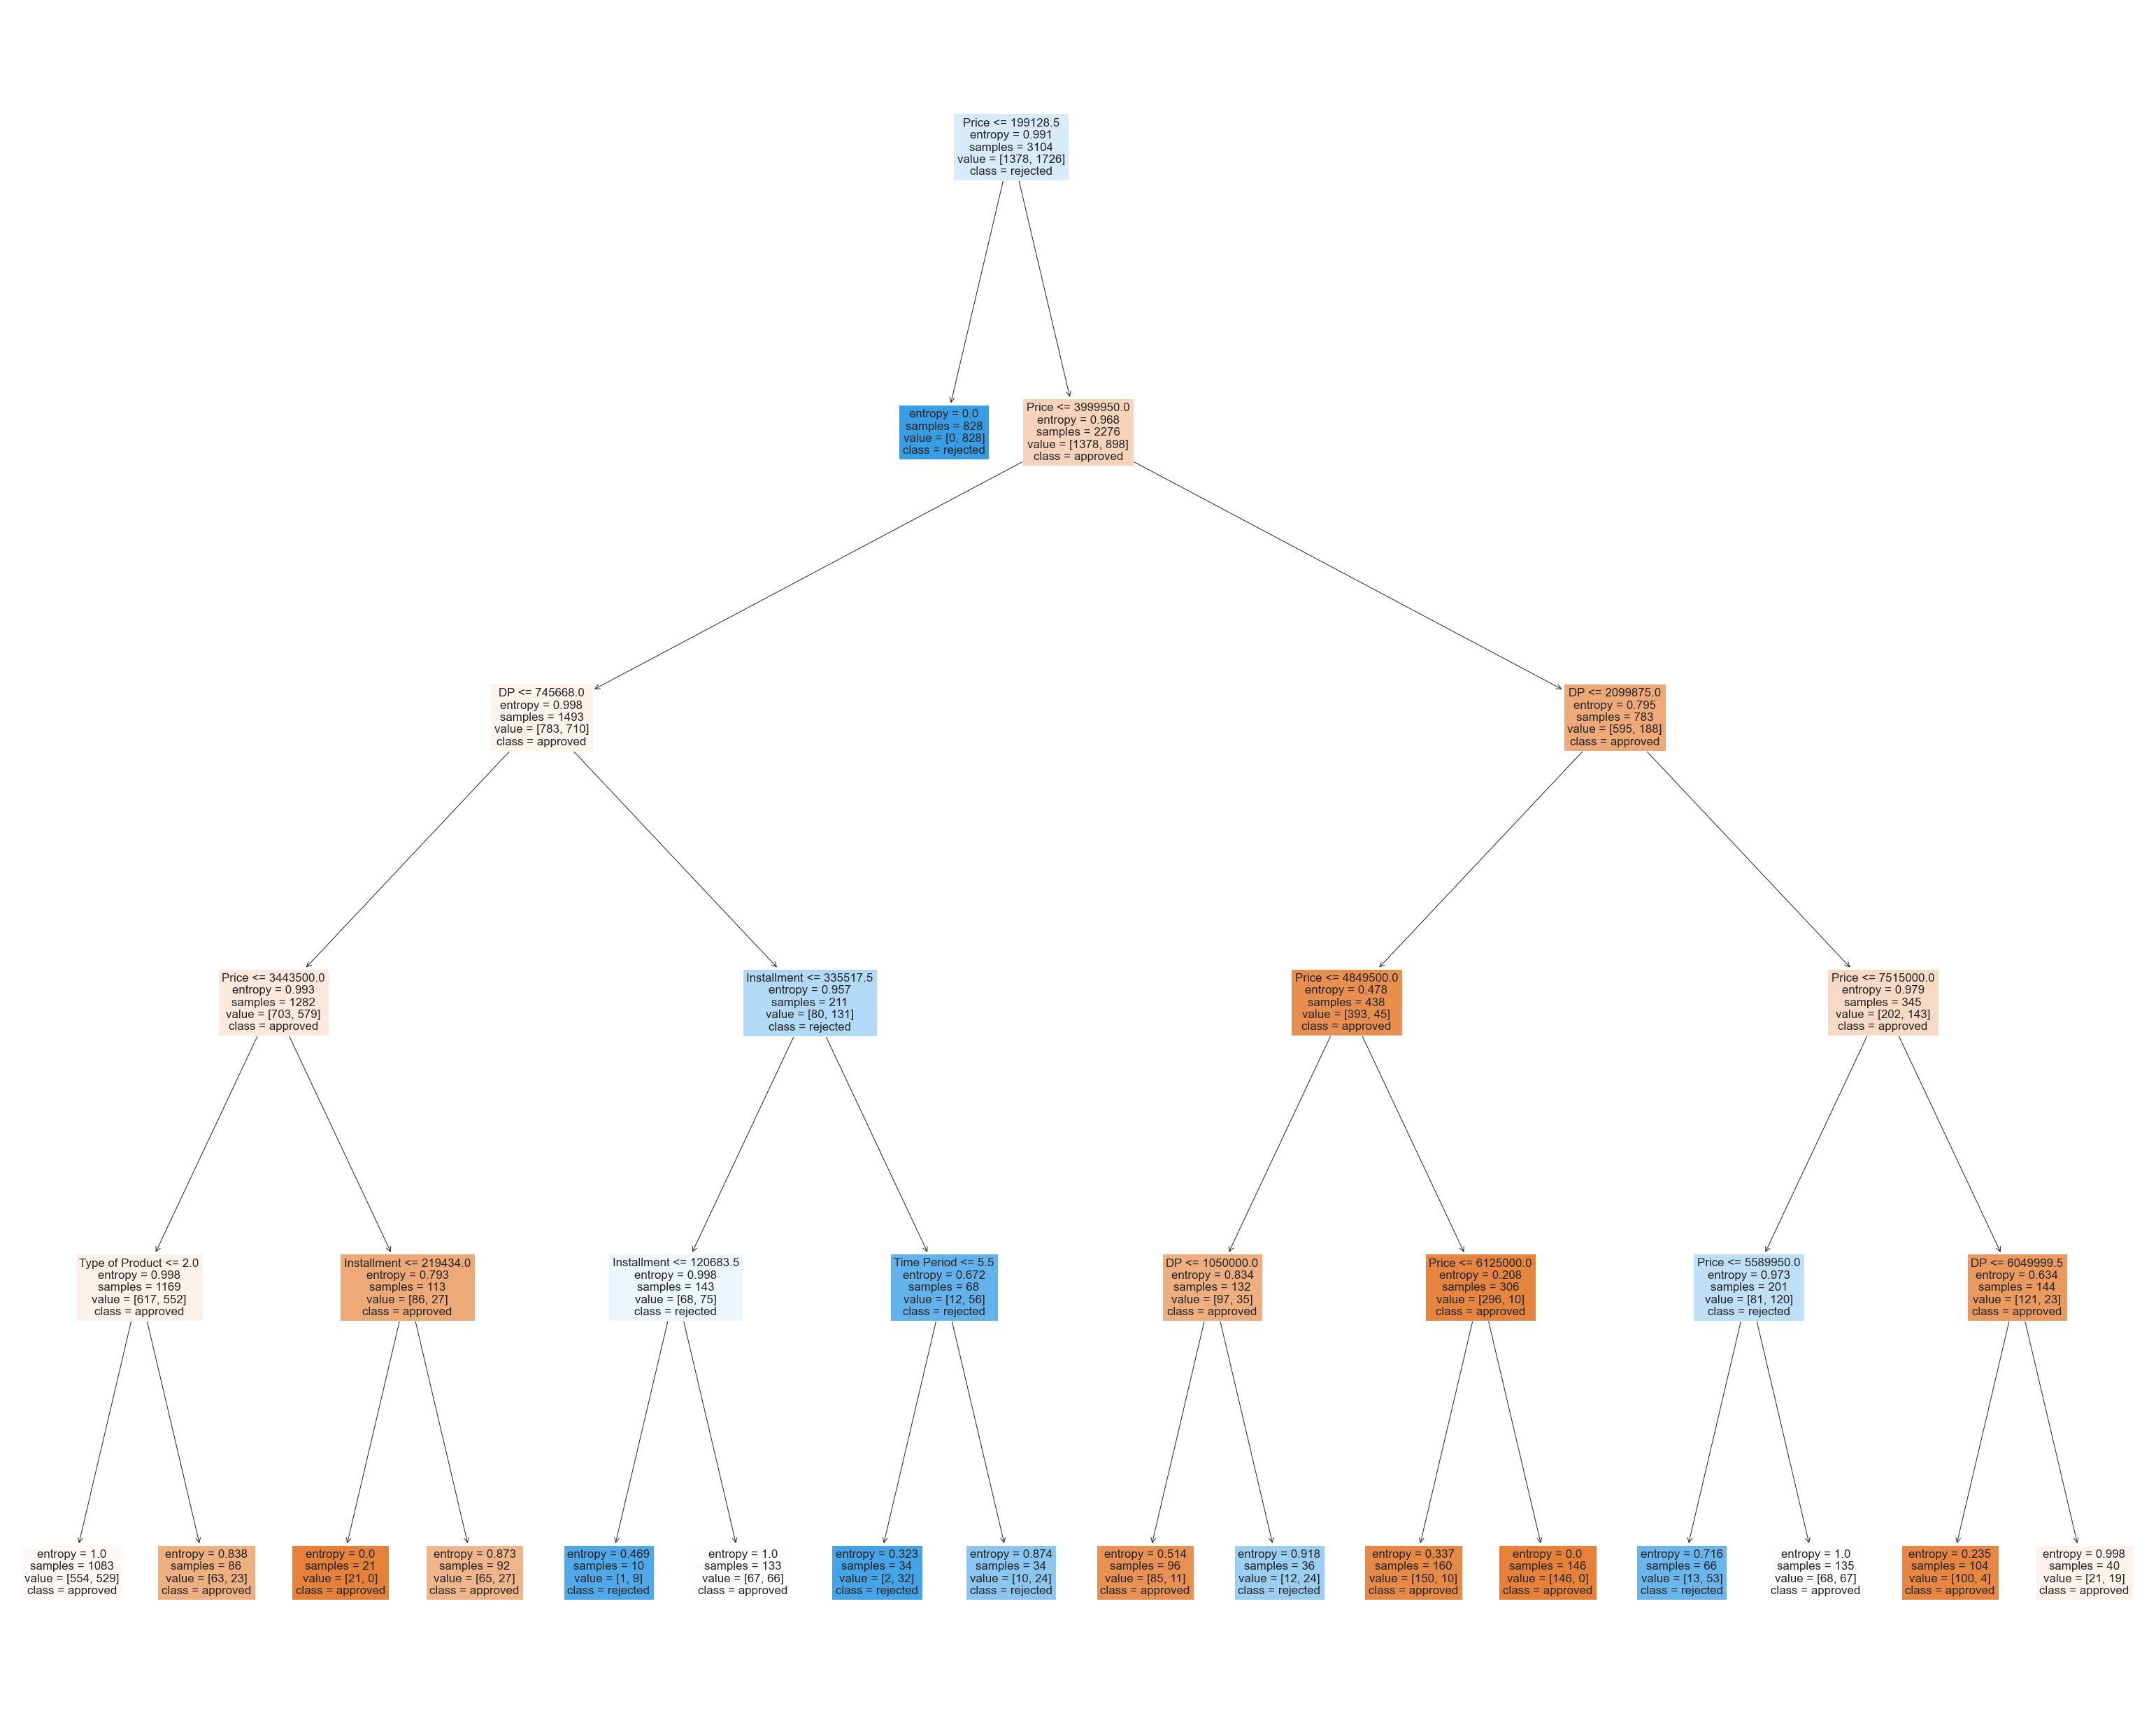 Price <= 199128.5
entropy = 0.991
samples = 3104
value = [1378, 1726]
class = rejected
entropy = 0.0
samples = 828
value = [0, 828]
class = rejected
Price <= 3999950.0
entropy = 0.968
samples = 2276
value = [1378, 898]
class = approved
DP <= 745668.0
entropy = 0.998
samples = 1493
value = [783, 710]
class = approved
DP <= 2099875.0
entropy = 0.795
samples = 783
value = [595, 188]
class = approved
Price <= 3443500.0
entropy = 0.993
samples = 1282
value = [703, 579]
class = approved
Installment <= 335517.5
entropy = 0.957
samples = 211
value = [80, 131]
class = rejected
Price <= 4849500.0
entropy = 0.478
samples = 438
value = [393, 45]
class = approved
Price <= 7515000.0
entropy = 0.979
samples = 345
value = [202, 143]
class = approved
Type of Product <= 2.0
entropy = 0.998
samples = 1169
value = [617, 552]
class = approved
Installment <= 219434.0
entropy = 0.793
samples = 113
value = [86, 27]
class = approved
Installment <= 120683.5
entropy = 0.998
samples = 143
value = [68, 75]
class = rejected
Time Period <= 5.5
entropy = 0.672
samples = 68
value = [12, 56]
class = rejected
DP <= 1050000.0
entropy = 0.834
samples = 132
value = [97, 35]
class = approved
Price <= 6125000.0
entropy = 0.208
samples = 306
value = [296, 10]
class = approved
Price <= 5589950.0
entropy = 0.973
samples = 201
value = [81, 120]
class = rejected
DP <= 6049999.5
entropy = 0.634
samples = 144
value = [121, 23]
class = approved
entropy = 1.0
samples = 1083
value = [554, 529]
class = approved
entropy = 0.838
samples = 86
value = [63, 23]
class = approved
entropy = 0.0
samples = 21
value = [21, 0]
class = approved
entropy = 0.873
samples = 92
value = [65, 27]
class = approved
entropy = 0.469
samples = 10
value = [1, 9]
class = rejected
entropy = 1.0
samples = 133
value = [67, 66]
class = approved
entropy = 0.323
samples = 34
value = [2, 32]
class = rejected
entropy = 0.874
samples = 34
value = [10, 24]
class = rejected
entropy = 0.514
samples = 96
value = [85, 11]
class = approved
entropy = 0.918
samples = 36
value = [12, 24]
class = rejected
entropy = 0.337
samples = 160
value = [150, 10]
class = approved
entropy = 0.0
samples = 146
value = [146, 0]
class = approved
entropy = 0.716
samples = 66
value = [13, 53]
class = rejected
entropy = 1.0
samples = 135
value = [68, 67]
class = approved
entropy = 0.235
samples = 104
value = [100, 4]
class = approved
entropy = 0.998
samples = 40
value = [21, 19]
class = approved